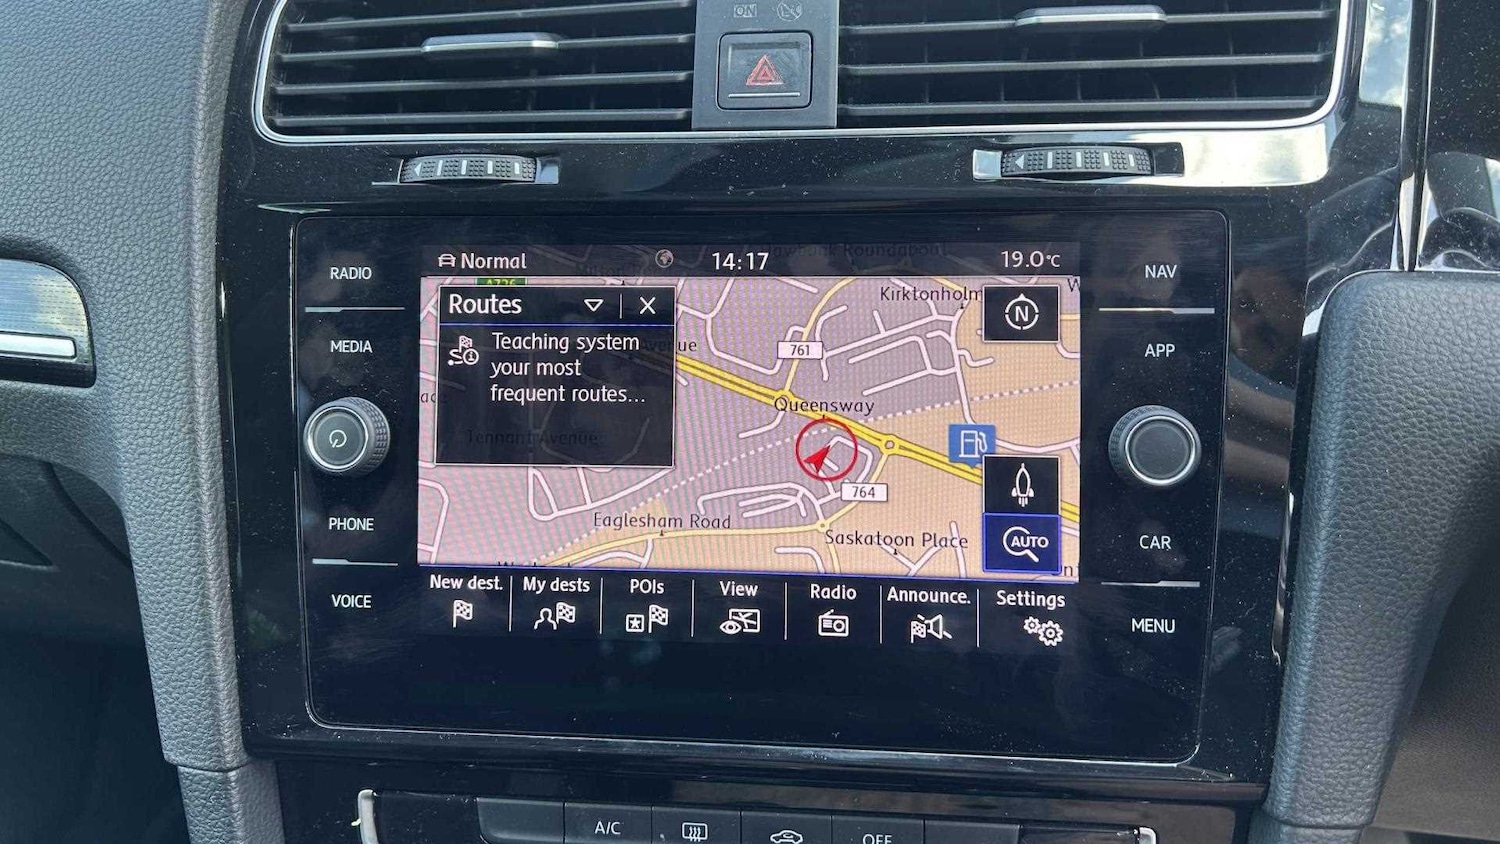 ON
RADIO
MEDIA
PHONE
VOICE
NAV
APP
CAR
MENU
Normal
14:17
19.0°C
Routes
Teaching system
your most
frequent routes...
Kirktonholm
N
761
Queensway
Tennant Avenue
764
Eaglesham Road
Saskatoon Place
AUTO
New dest.
My dests
POIs
View
Radio
Announce.
Settings
A/C
OFF